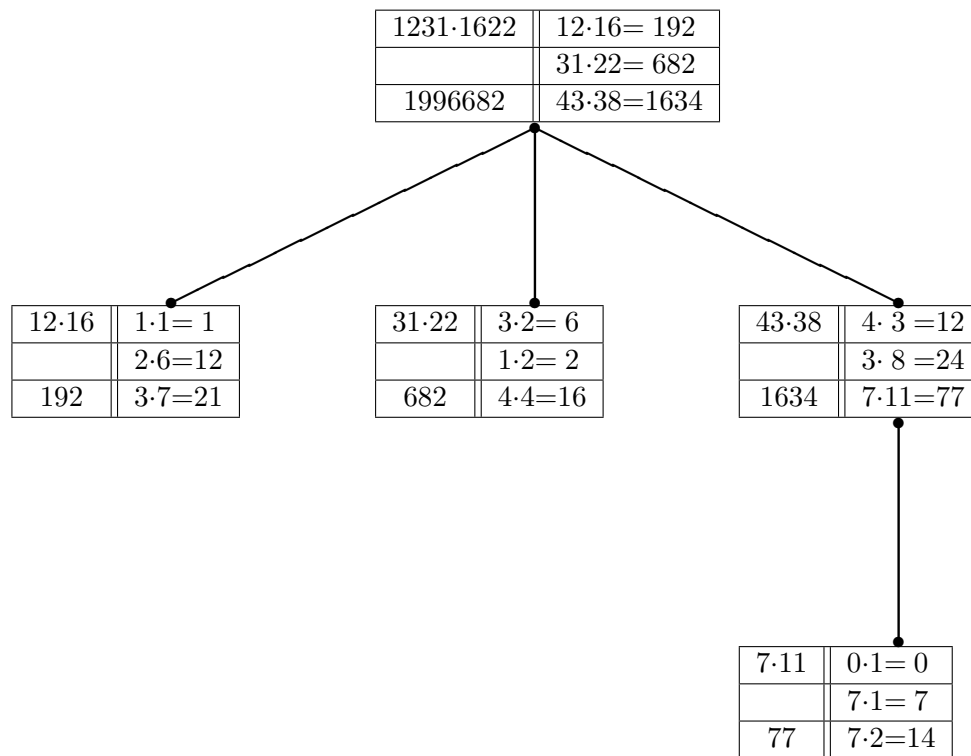 1231·1622 12·16= 192
31·22= 682
1996682 43·38=1634
12·16 1·1= 1
2·6=12
192 3·7=21
31·22 3·2= 6
1·2= 2
682 4·4=16
43·38 4· 3 =12
3· 8 =24
1634 7·11=77
7·11 0·1= 0
7·1= 7
77 7·2=14